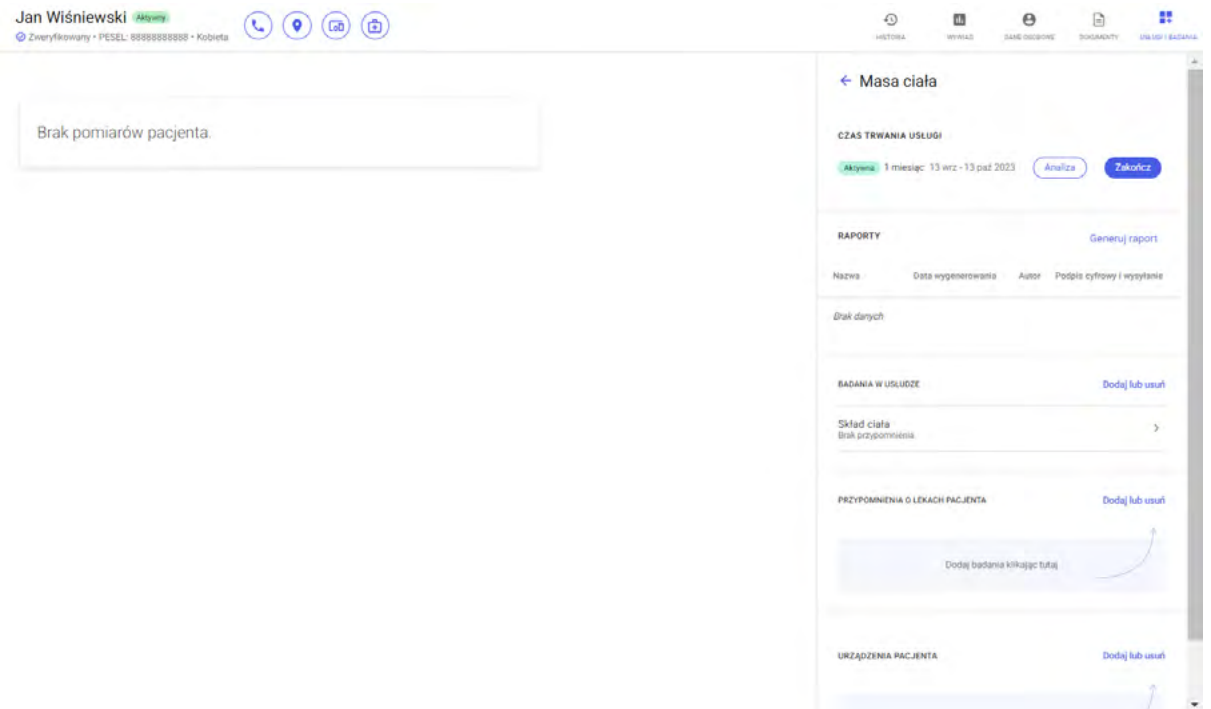 Jan Wiśniewski Aktywny
Zweryfikowany • PESEL: 88888888888 • Kobieta
HISTORIA WYWIAD DANE OSOBOWE DOKUMENTY USŁUGI I BADANIA
Brak pomiarów pacjenta.
Masa ciała
CZAS TRWANIA USŁUGI
Aktywna 1 miesiąc 13 wrz - 13 paź 2023 Analiza Zakończ
RAPORTY Generuj raport
Nazwa Data wygenerowania Autor Podpis cyfrowy i wysyłanie
Brak danych
BADANIA W USŁUDZE Dodaj lub usuń
Skład ciała
Brak przypomnienia
PRZYPOMNIENIA O LEKACH PACJENTA Dodaj lub usuń
Dodaj badania klikając tutaj
URZĄDZENIA PACJENTA Dodaj lub usuń